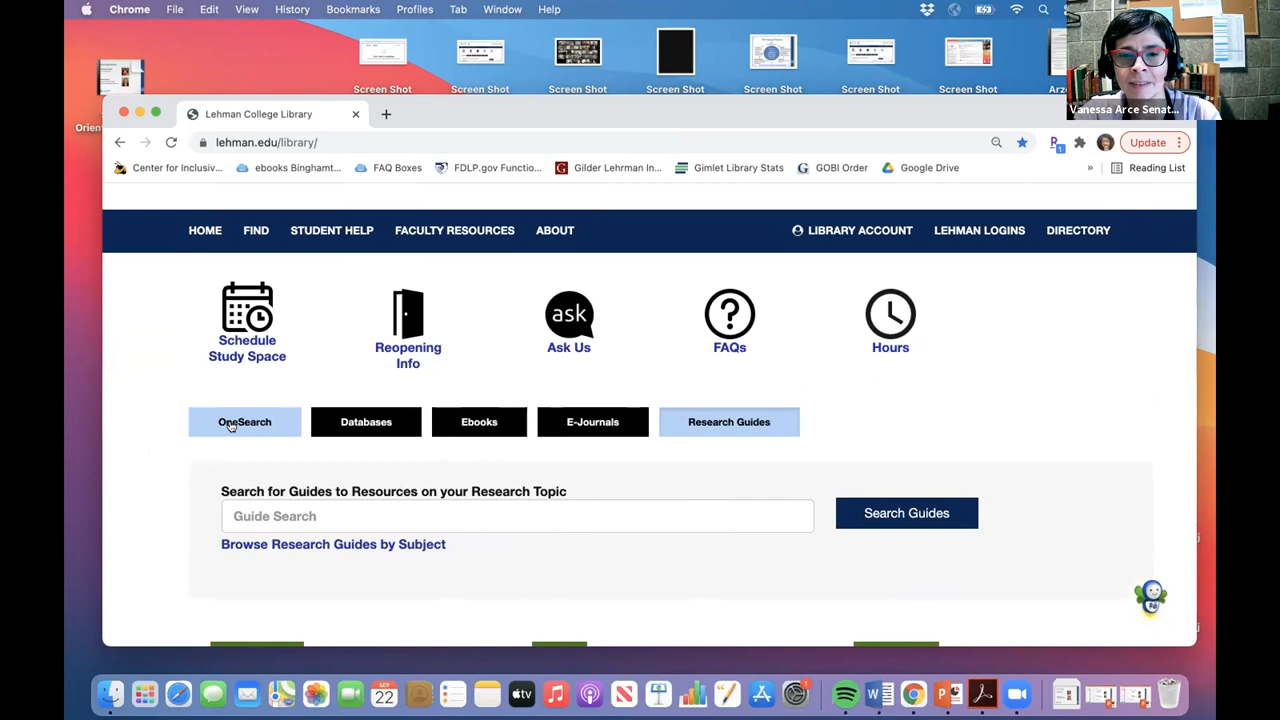 Chrome File Edit View History Bookmarks Profiles Tab Window Help
Screen Shot Screen Shot Screen Shot Screen Shot Screen Shot Screen Shot Screen Shot
Orient
Vanessa Arce Senat...
Lehman College Library
lehman.edu/library/
Update
Center for Inclusiv... ebooks Binghamt... FAQ Boxes FDLP.gov Functio... Gilder Lehrman In... Gimlet Library Stats GOBI Order Google Drive » Reading List
HOME FIND STUDENT HELP FACULTY RESOURCES ABOUT LIBRARY ACCOUNT LEHMAN LOGINS DIRECTORY
ask
?
Schedule
Study Space
Reopening
Info
Ask Us
FAQs
Hours
OneSearch Databases Ebooks E-Journals Research Guides
Search for Guides to Resources on your Research Topic
Guide Search
Search Guides
Browse Research Guides by Subject
SEP
22
tv